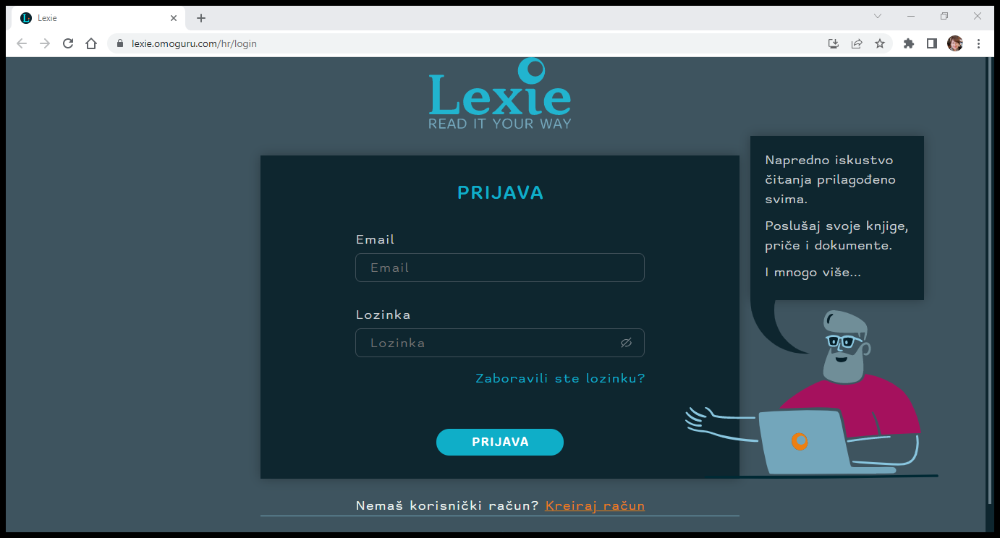 Lexie
lexie.omoguru.com/hr/login
Lexie
READ IT YOUR WAY
PRIJAVA
Email
Email
Lozinka
Lozinka
Zaboravili ste lozinku?
PRIJAVA
Nemaš korisnički račun? Kreiraj račun
Napredno iskustvo
čitanja prilagođeno
svima.
Poslušaj svoje knjige,
priče i dokumente.
I mnogo više...